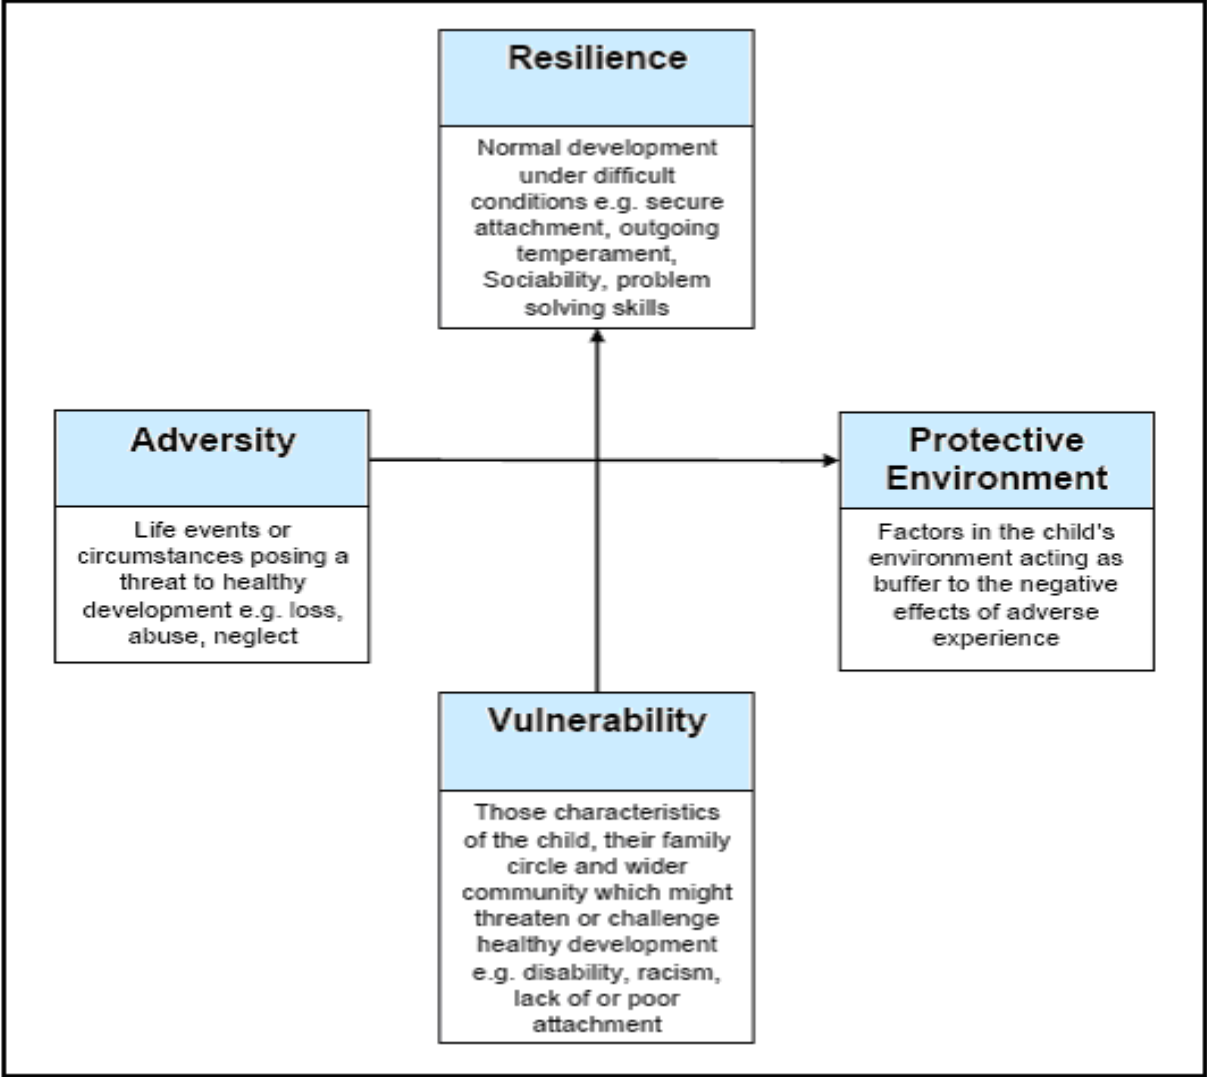 Resilience
Normal development
under difficult
conditions e.g. secure
attachment, outgoing
temperament,
Sociability, problem
solving skills
Adversity
Life events or
circumstances posing a
threat to healthy
development e.g. loss,
abuse, neglect
Protective
Environment
Factors in the child's
environment acting as
buffer to the negative
effects of adverse
experience
Vulnerability
Those characteristics
of the child, their family
circle and wider
community which might
threaten or challenge
healthy development
e.g. disability, racism,
lack of or poor
attachment